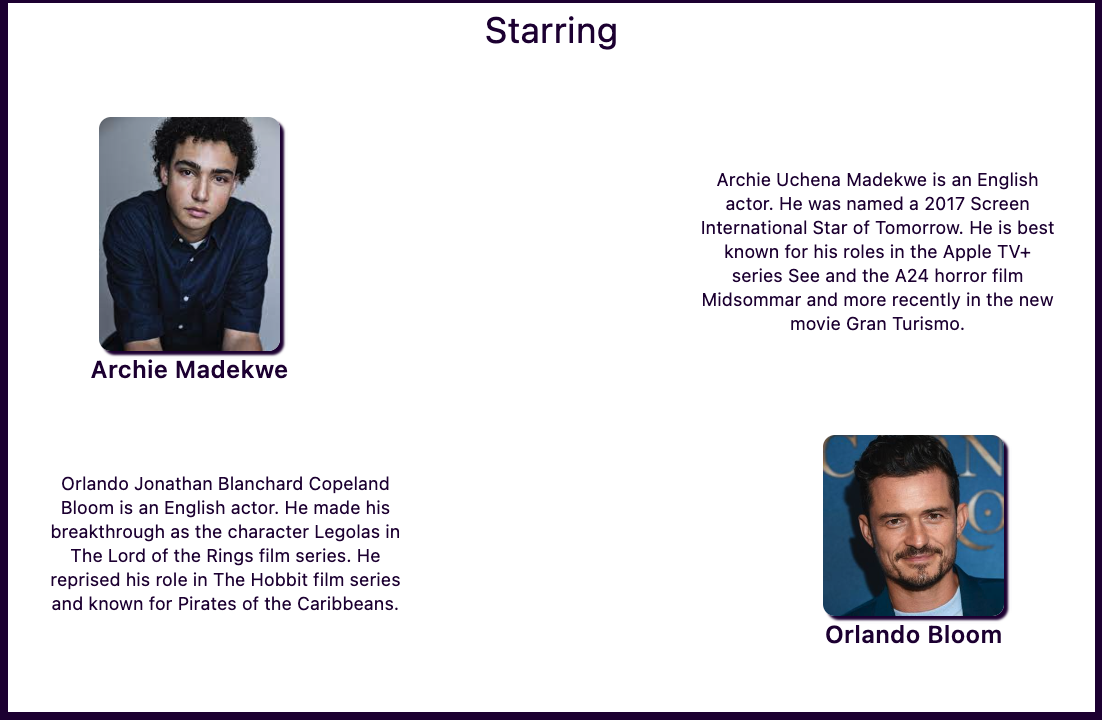 Starring
Archie Madekwe
Archie Uchena Madekwe is an English
actor. He was named a 2017 Screen
International Star of Tomorrow. He is best
known for his roles in the Apple TV+
series See and the A24 horror film
Midsommar and more recently in the new
movie Gran Turismo.
Orlando Jonathan Blanchard Copeland
Bloom is an English actor. He made his
breakthrough as the character Legolas in
The Lord of the Rings film series. He
reprised his role in The Hobbit film series
and known for Pirates of the Caribbeans.
Orlando Bloom